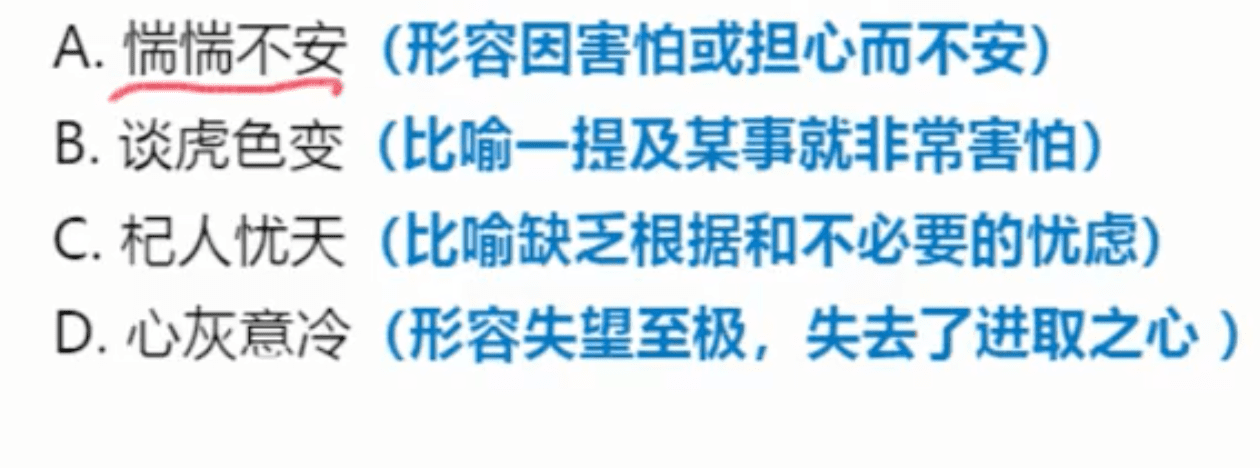 A. 惴惴不安（形容因害怕或担心而不安）
B. 谈虎色变（比喻一提及某事就非常害怕）
C. 杞人忧天（比喻缺乏根据和不必要的忧虑）
D. 心灰意冷（形容失望至极，失去了进取之心 ）